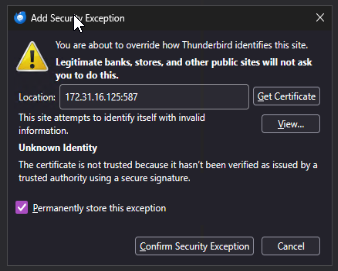 Add Security Exception
You are about to override how Thunderbird identifies this site.
Legitimate banks, stores, and other public sites will not ask you to do this.
Location:
172.31.16.125:587
Get Certificate
This site attempts to identify itself with invalid information.
View...
Unknown Identity
The certificate is not trusted because it hasn't been verified as issued by a trusted authority using a secure signature.
Permanently store this exception
Confirm Security Exception
Cancel